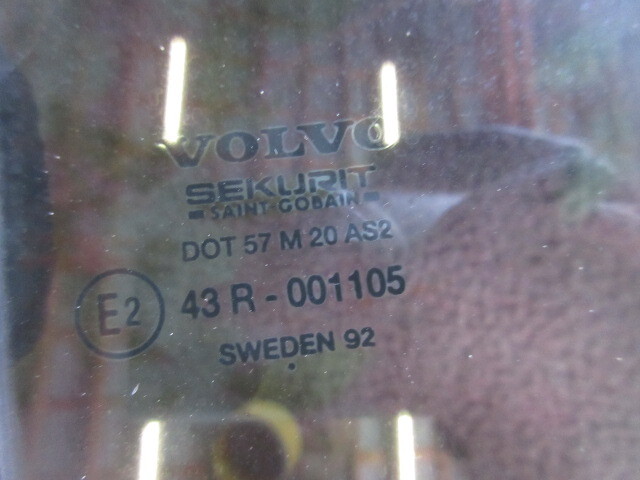 VOLVO
SEKURIT
SAINT-GOBAIN
DOT 57 M 20 AS2
E2 43 R - 001105
SWEDEN 92